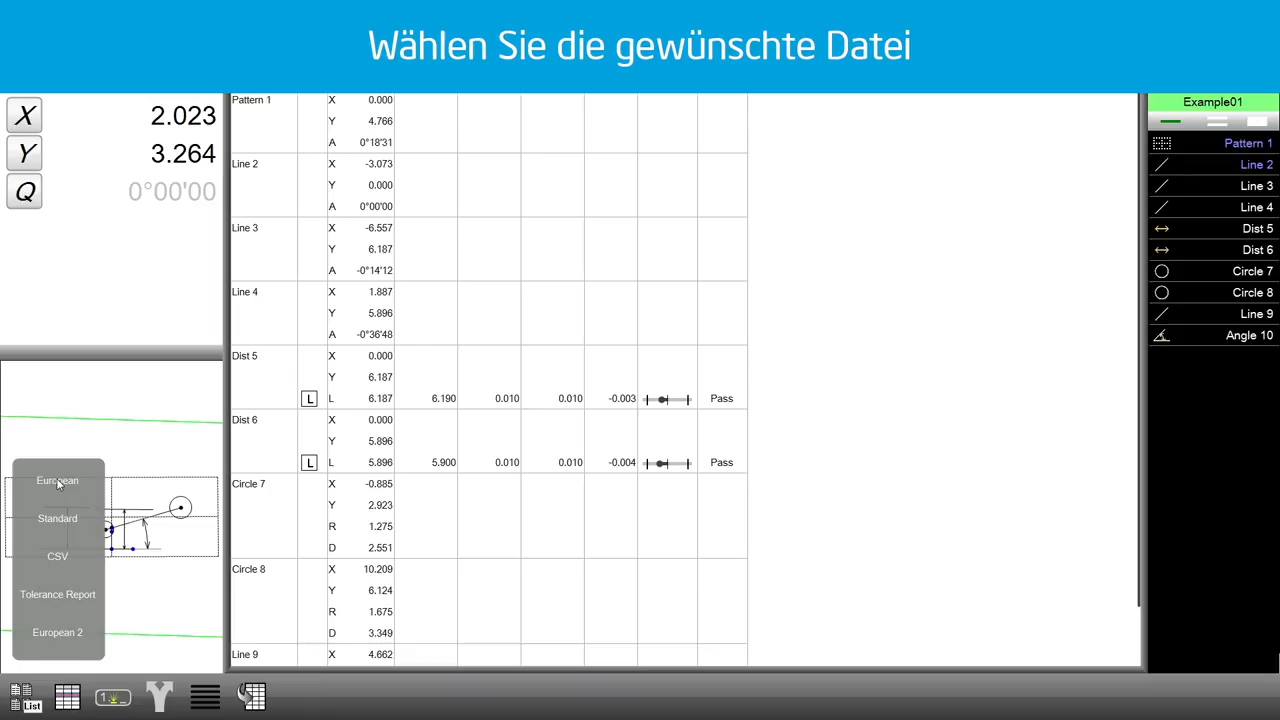 Wählen Sie die gewünschte Datei
X 2.023
Y 3.264
Q 0°00'00
Pattern 1 X 0.000
Y 4.766
A 0°18'31
Line 2 X -3.073
Y 0.000
A 0°00'00
Line 3 X -6.557
Y 6.187
A -0°14'12
Line 4 X 1.887
Y 5.896
A -0°36'48
Dist 5 X 0.000
Y 6.187
L L 6.187 6.190 0.010 0.010 -0.003 Pass
Dist 6 X 0.000
Y 5.896
L L 5.896 5.900 0.010 0.010 -0.004 Pass
Circle 7 X -0.885
Y 2.923
R 1.275
D 2.551
Circle 8 X 10.209
Y 6.124
R 1.675
D 3.349
Line 9 X 4.662
Example01
Pattern 1
Line 2
Line 3
Line 4
Dist 5
Dist 6
Circle 7
Circle 8
Line 9
Angle 10
European
Standard
CSV
Tolerance Report
European 2
List
1.